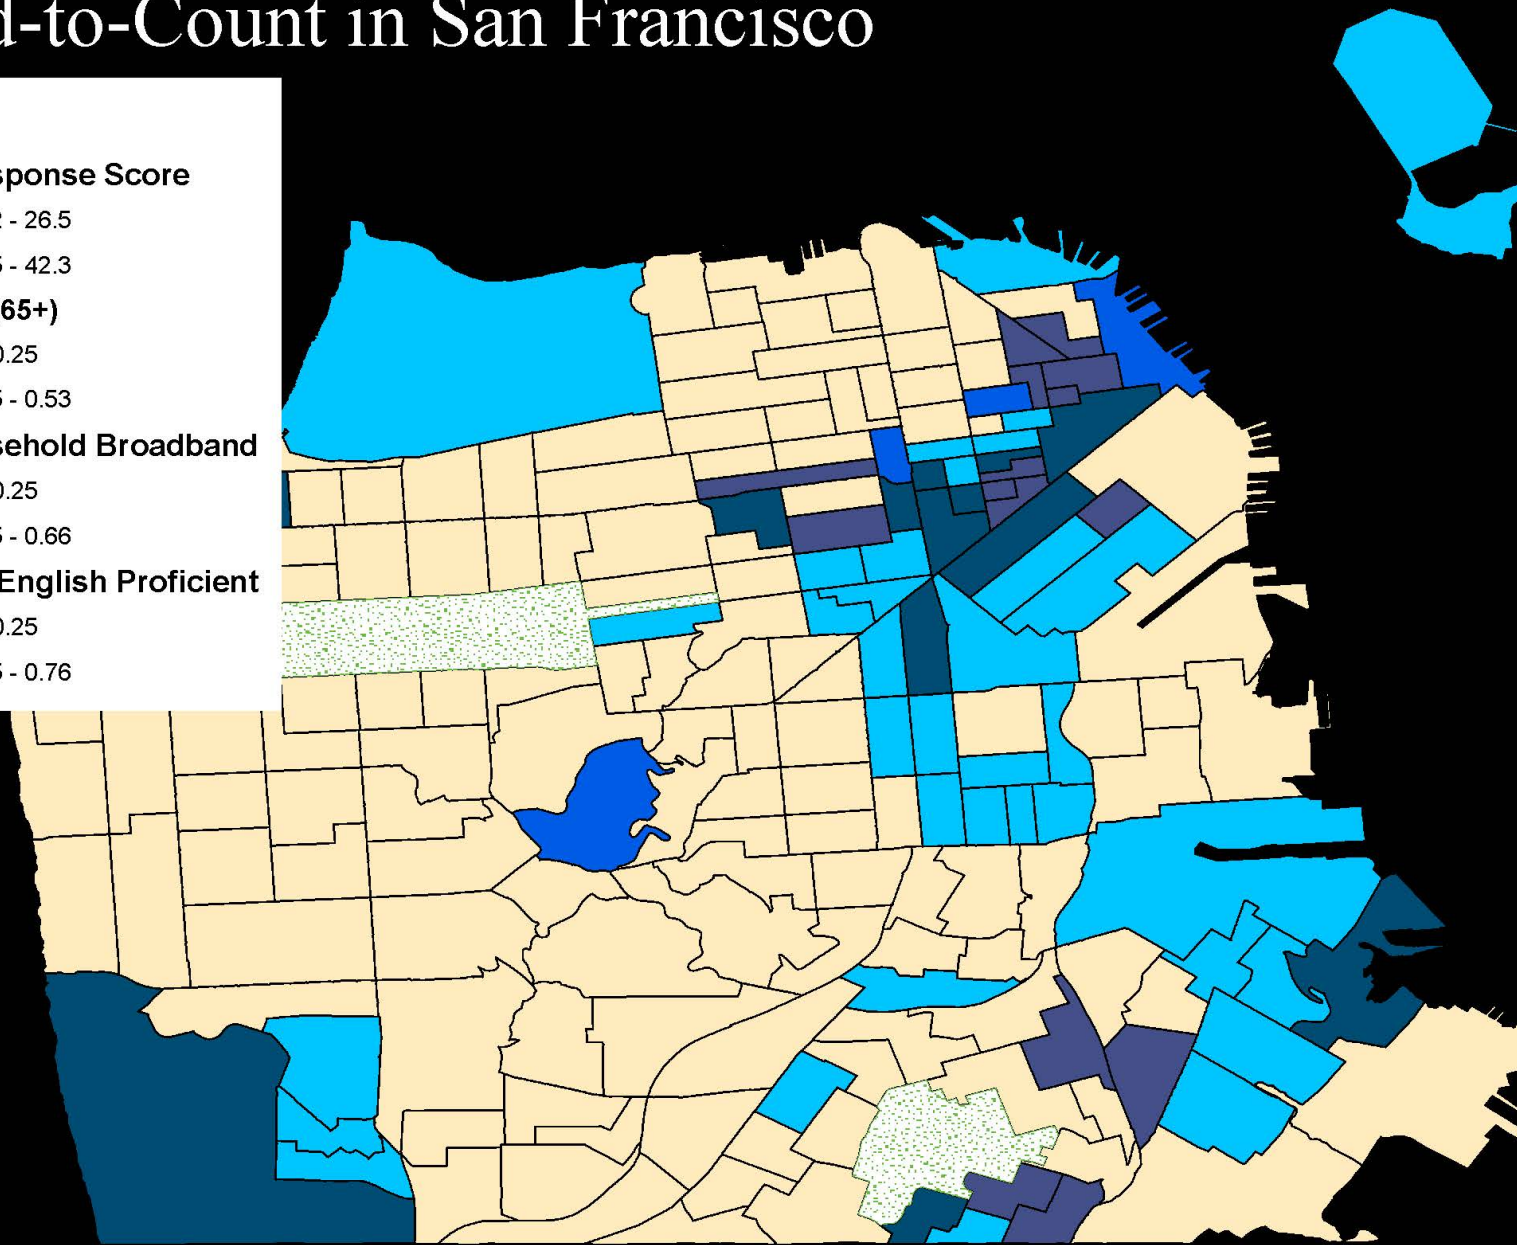 d-to-Count in San Francisco
sponse Score
2 - 26.5
5 - 42.3
65+)
0.25
5 - 0.53
sehold Broadband
0.25
5 - 0.66
English Proficient
0.25
5 - 0.76